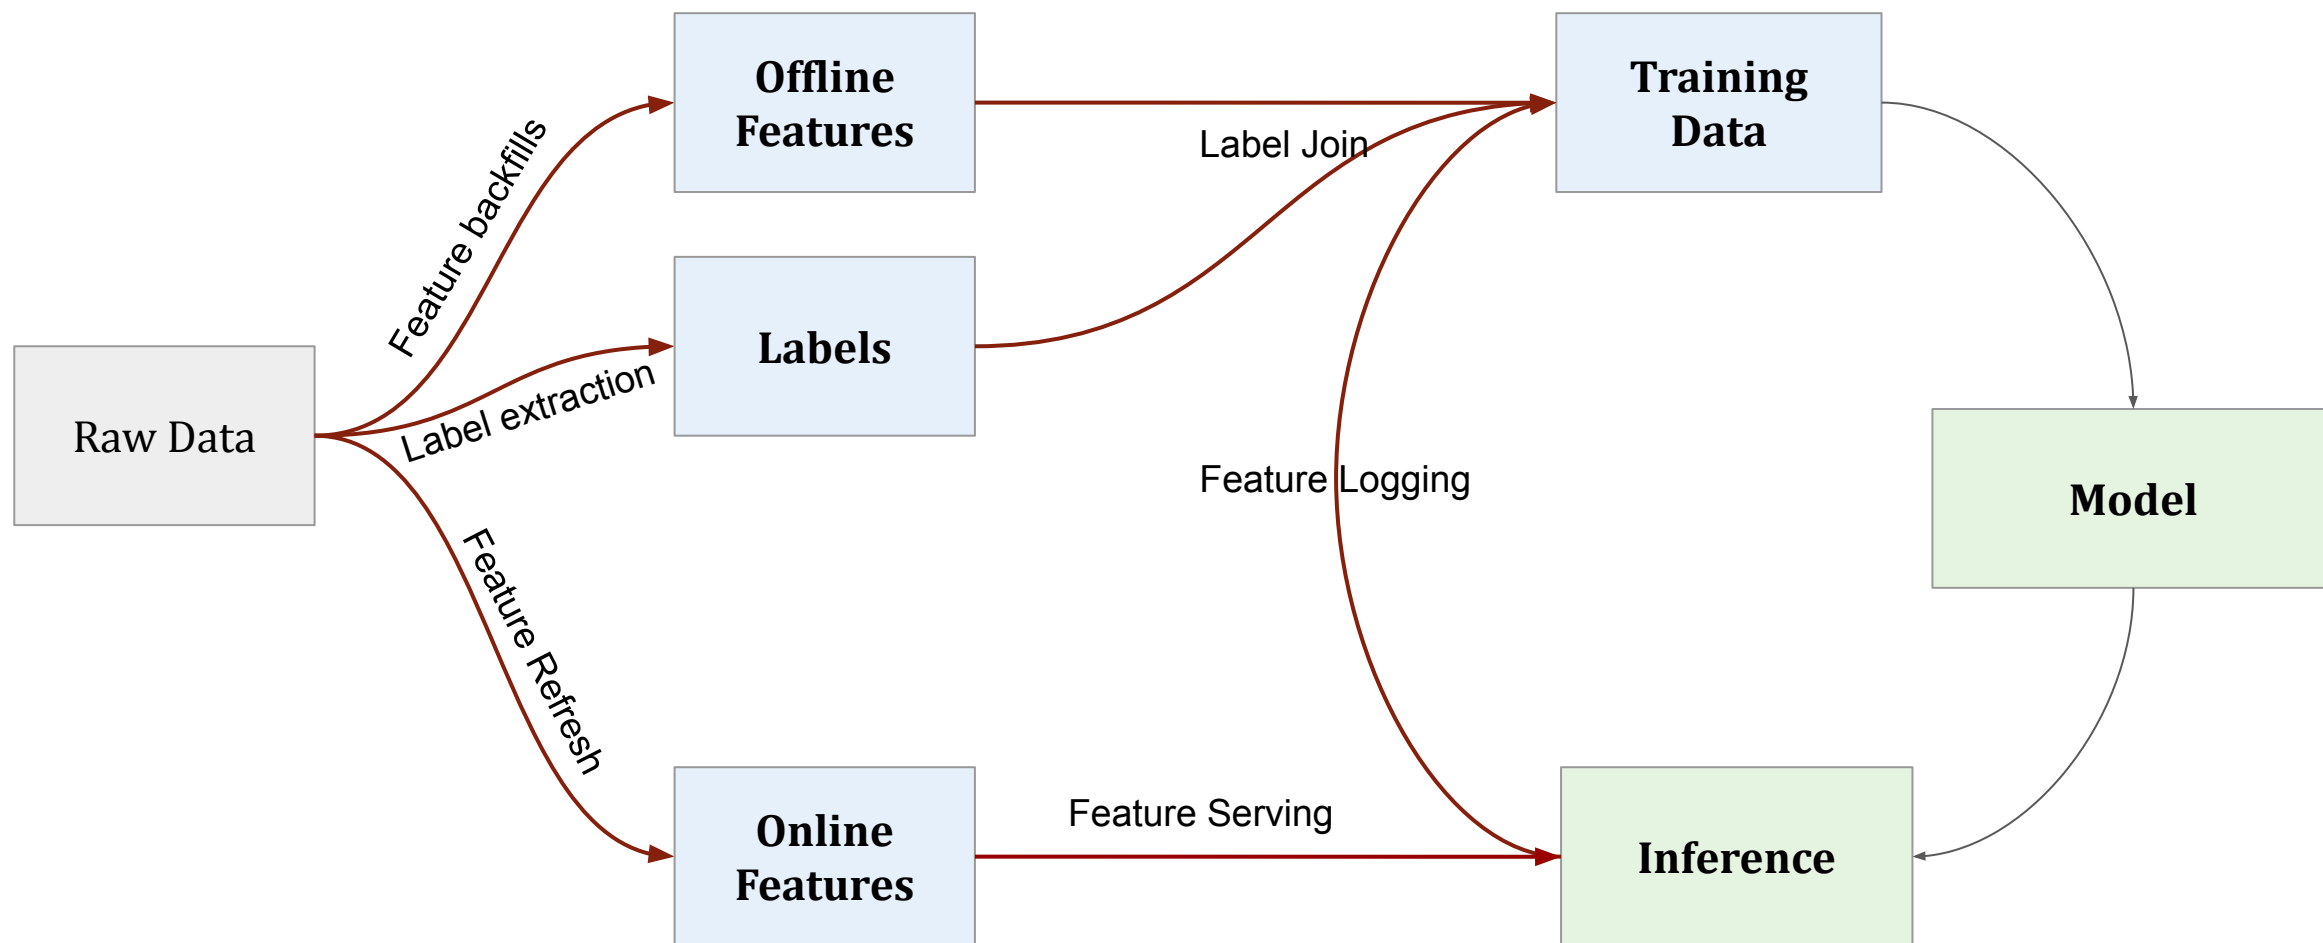 Offline
Features
Training
Data
Feature backfills
Label Join
Labels
Raw Data
Label extraction
Feature Logging
Model
Feature Refresh
Feature Serving
Online
Features
Inference